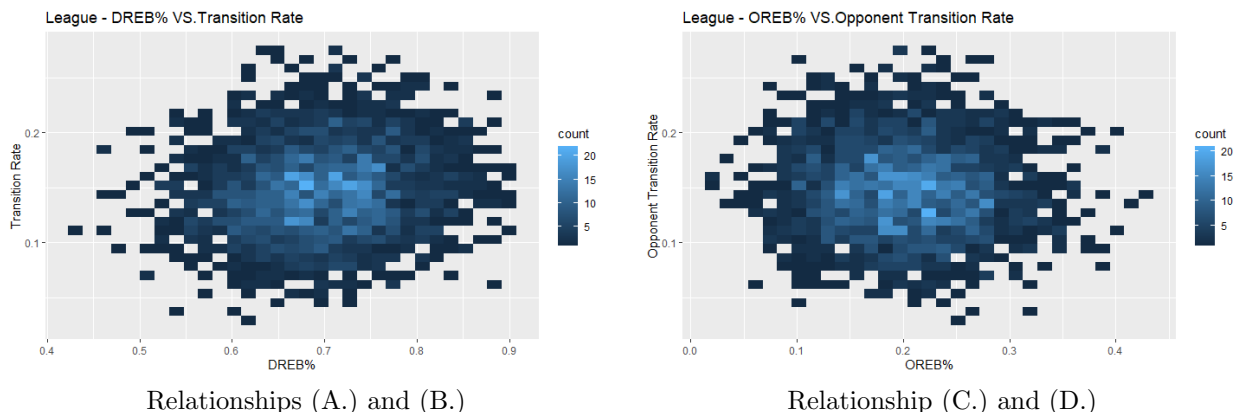 League - DREB% VS.Transition Rate
Transition Rate
0.2
0.1
0.4 0.5 0.6 0.7 0.8 0.9
DREB%
count
20
15
10
5
Relationships (A.) and (B.)
League - OREB% VS.Opponent Transition Rate
Opponent Transition Rate
0.2
0.1
0.0 0.1 0.2 0.3 0.4
OREB%
count
20
15
10
5
Relationship (C.) and (D.)